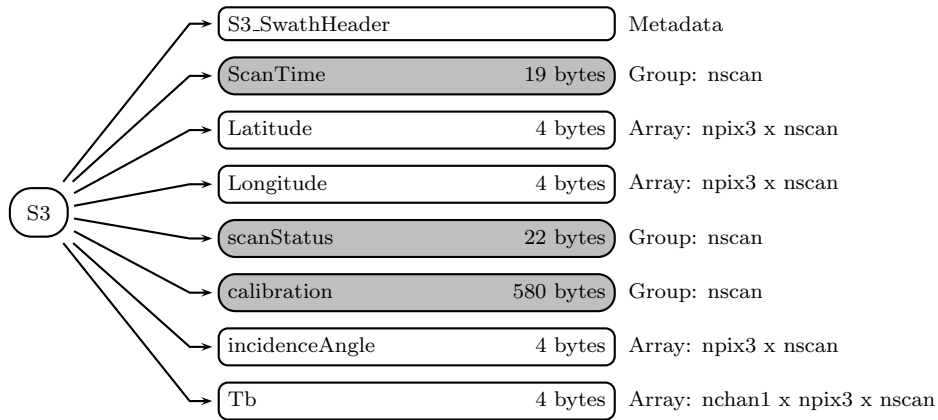 S3_SwathHeader Metadata
ScanTime 19 bytes Group: nscan
Latitude 4 bytes Array: npix3 x nscan
Longitude 4 bytes Array: npix3 x nscan
S3
scanStatus 22 bytes Group: nscan
calibration 580 bytes Group: nscan
incidenceAngle 4 bytes Array: npix3 x nscan
Tb 4 bytes Array: nchan1 x npix3 x nscan